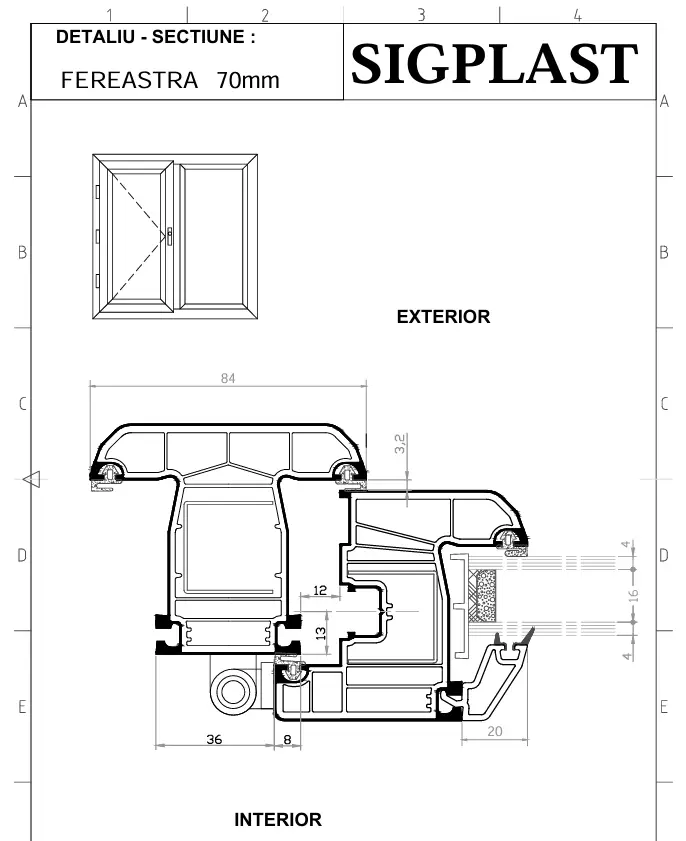 1 2 3 4
DETALIU - SECTIUNE :
SIGPLAST
FEREASTRA 70mm
A A
B B
EXTERIOR
84
C C
3,2
D D
4
12
16
13
4
E E
20
36 8
INTERIOR